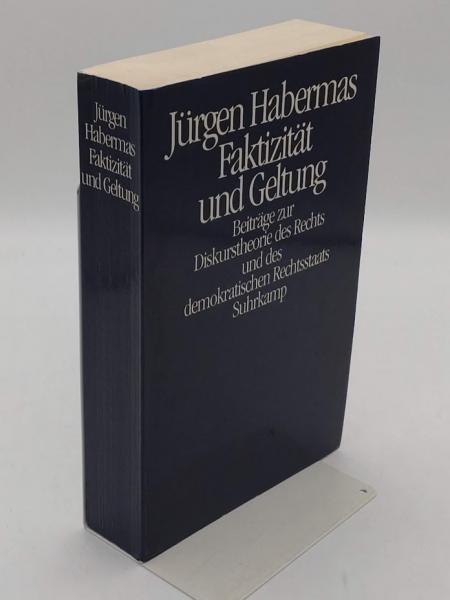 Jürgen
Habermas
Faktizität
und Geltung
Jürgen Habermas
Faktizität
und Geltung
Beiträge zur
Diskurstheorie des Rechts
und des
demokratischen Rechtsstaats
Suhrkamp